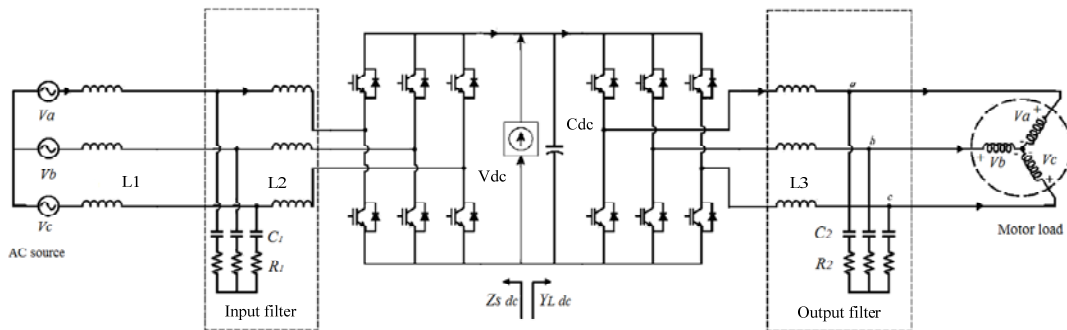 Va
Vb
Vc
AC source
L1
L2
C1
R1
Input filter
Vdc
Cdc
Zs dc
YL dc
L3
a
b
c
C2
R2
Output filter
Va
+
+
Vb
Vc
+
Motor load